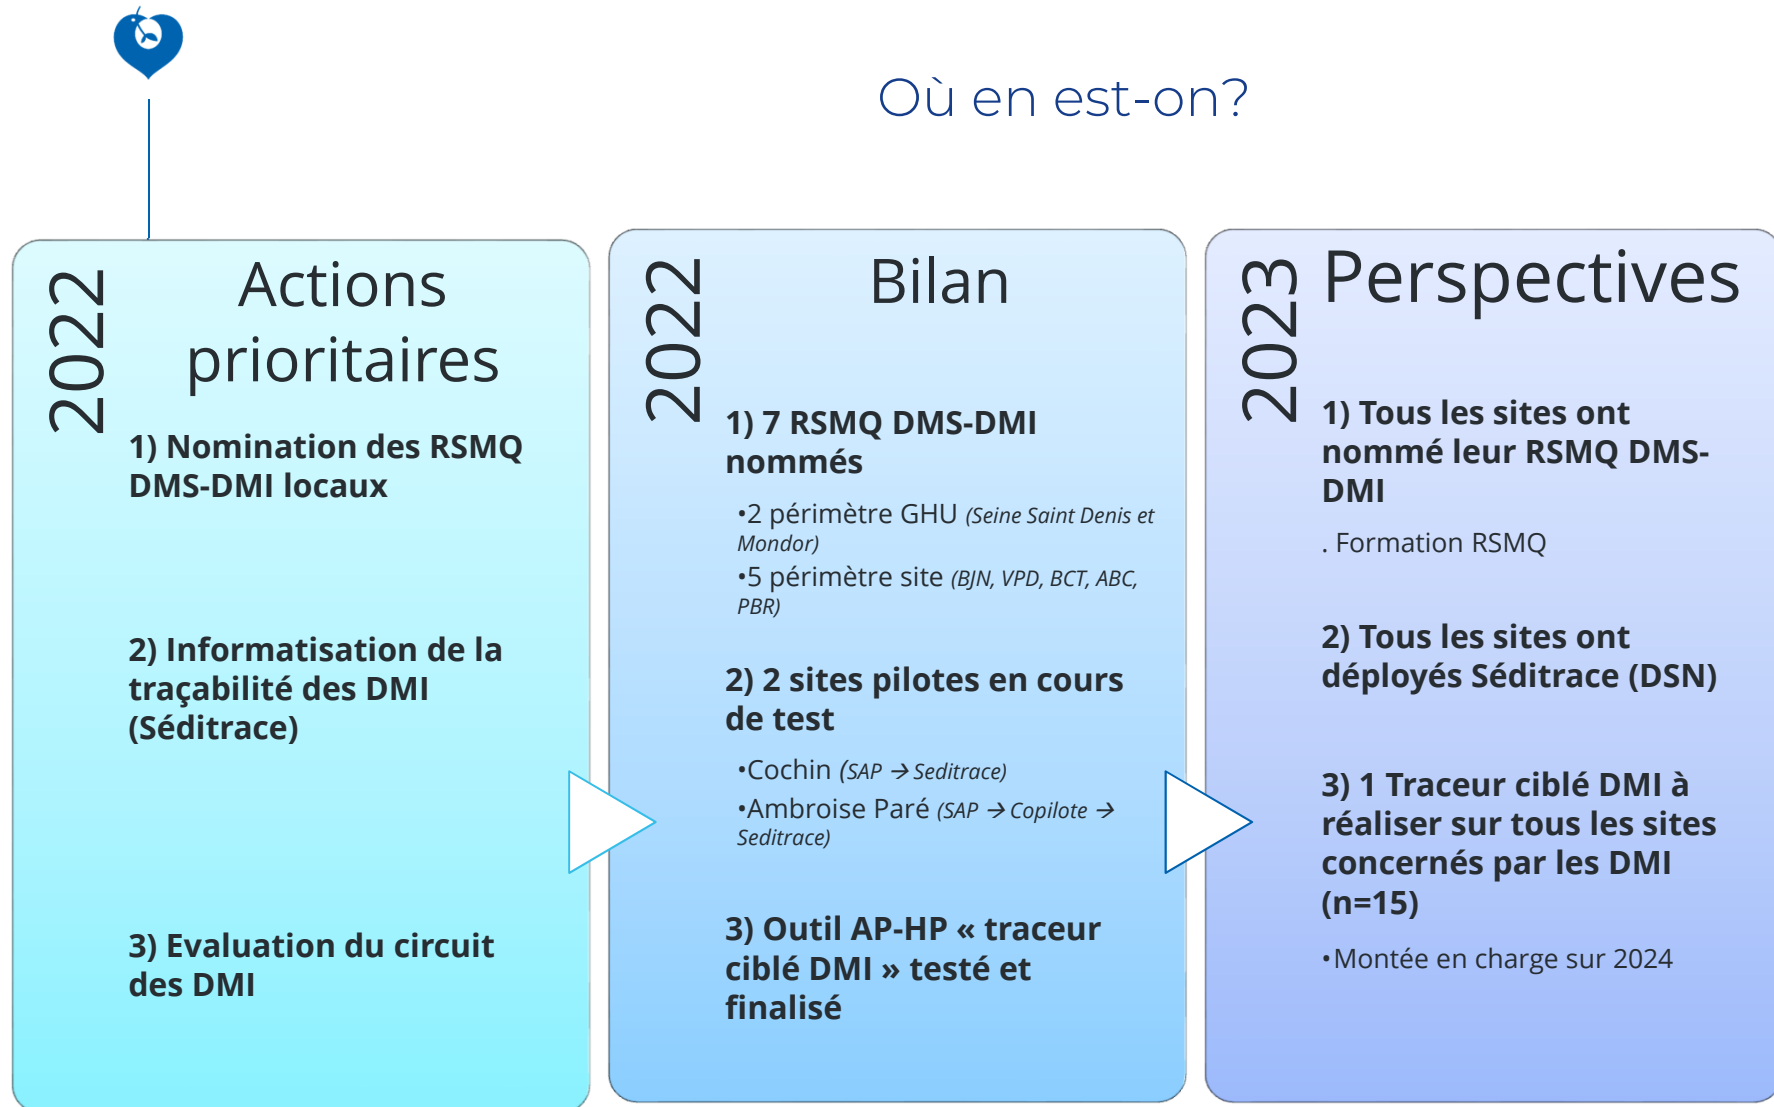 Où en est-on?
2022
Actions
prioritaires
1) Nomination des RSMQ
DMS-DMI locaux
2) Informatisation de la
traçabilité des DMI
(Séditrace)
3) Evaluation du circuit
des DMI
2022
Bilan
1) 7 RSMQ DMS-DMI
nommés
•2 périmètre GHU (Seine Saint Denis et
Mondor)
•5 périmètre site (BJN, VPD, BCT, ABC,
PBR)
2) 2 sites pilotes en cours
de test
•Cochin (SAP → Seditrace)
•Ambroise Paré (SAP → Copilote →
Seditrace)
3) Outil AP-HP « traceur
ciblé DMI » testé et
finalisé
2023
Perspectives
1) Tous les sites ont
nommé leur RSMQ DMS-
DMI
. Formation RSMQ
2) Tous les sites ont
déployés Séditrace (DSN)
3) 1 Traceur ciblé DMI à
réaliser sur tous les sites
concernés par les DMI
(n=15)
•Montée en charge sur 2024